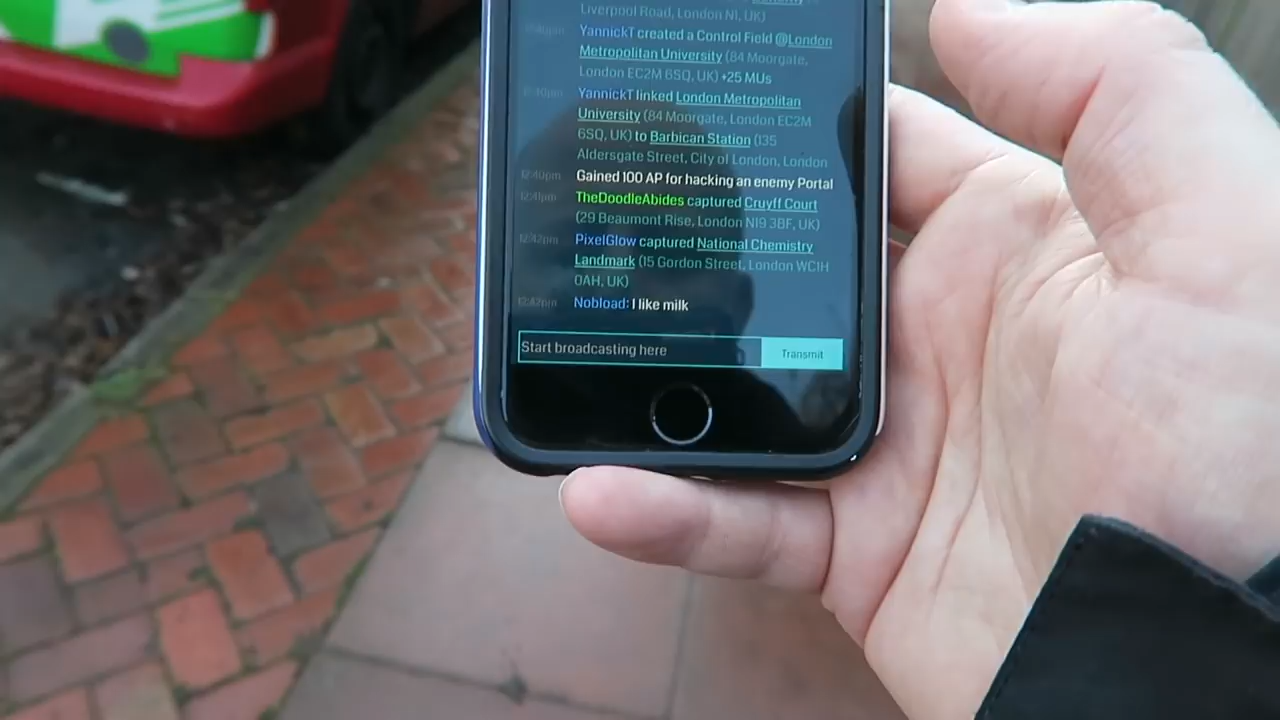 Liverpool Road, London N1, UK)
YannickT created a Control Field @London
Metropolitan University (84 Moorgate,
London EC2M 6SQ, UK) +25 MUs
12:40pm YannickT linked London Metropolitan
University (84 Moorgate, London EC2M
6SQ, UK) to Barbican Station (135
Aldersgate Street, City of London, London
12:40pm Gained 100 AP for hacking an enemy Portal
12:41pm TheDoodleAbides captured Cruyff Court
(29 Beaumont Rise, London N19 3BF, UK)
12:42pm PixelGlow captured National Chemistry
Landmark (15 Gordon Street, London WC1H
0AH, UK)
12:42pm Nobload: I like milk
Start broadcasting here Transmit